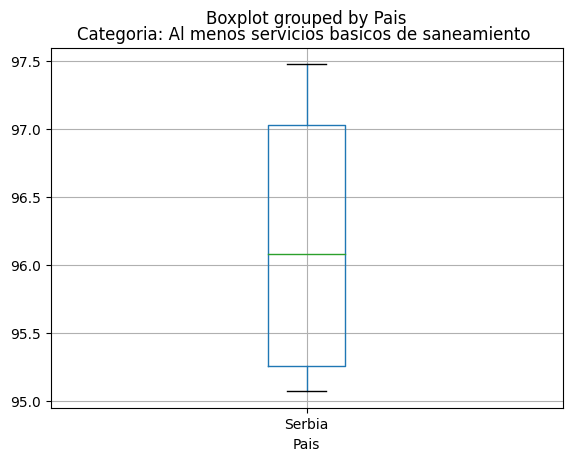 Boxplot grouped by Pais
Categoria: Al menos servicios basicos de saneamiento
97.5
97.0
96.5
96.0
95.5
95.0
Serbia
Pais